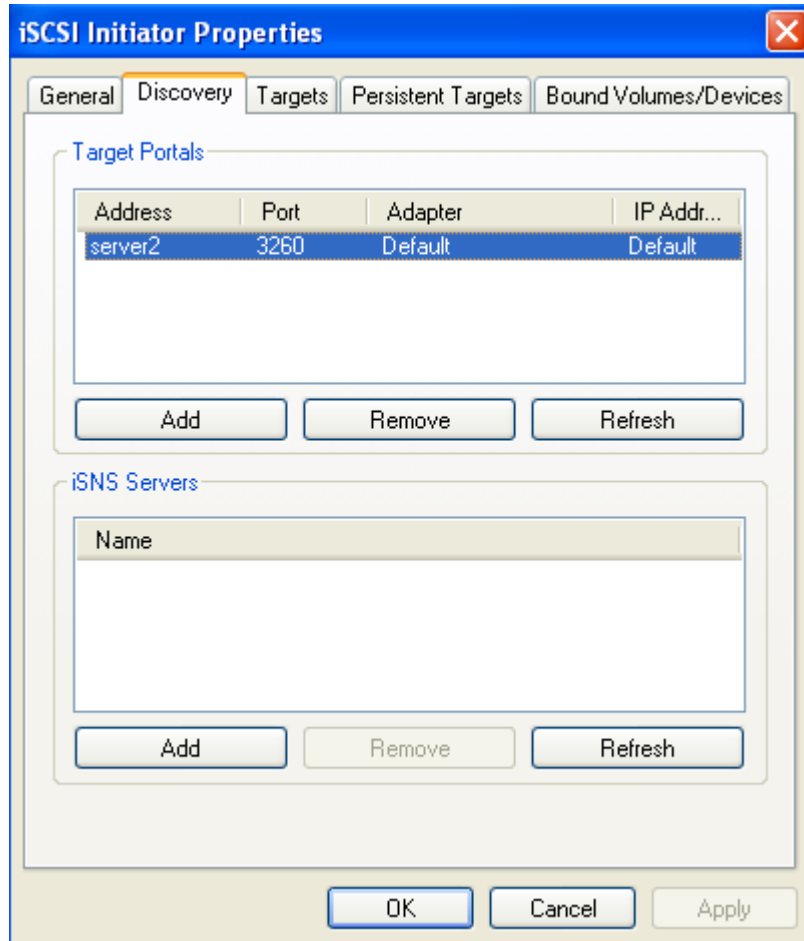 iSCSI Initiator Properties
General Discovery Targets Persistent Targets Bound Volumes/Devices
Target Portals
Address Port Adapter IP Addr...
server2 3260 Default Default
Add Remove Refresh
iSNS Servers
Name
Add Remove Refresh
OK Cancel Apply